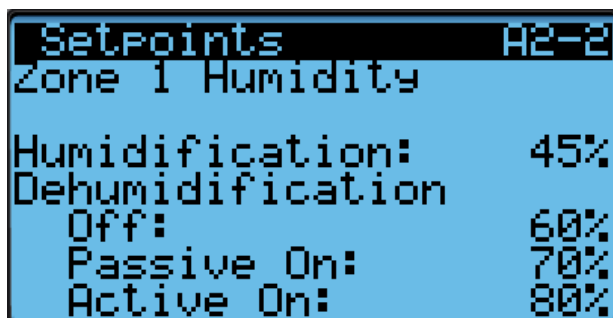 Setpoints A2-2
Zone 1 Humidity
Humidification: 45%
Dehumidification
Off: 60%
Passive On: 70%
Active On: 80%